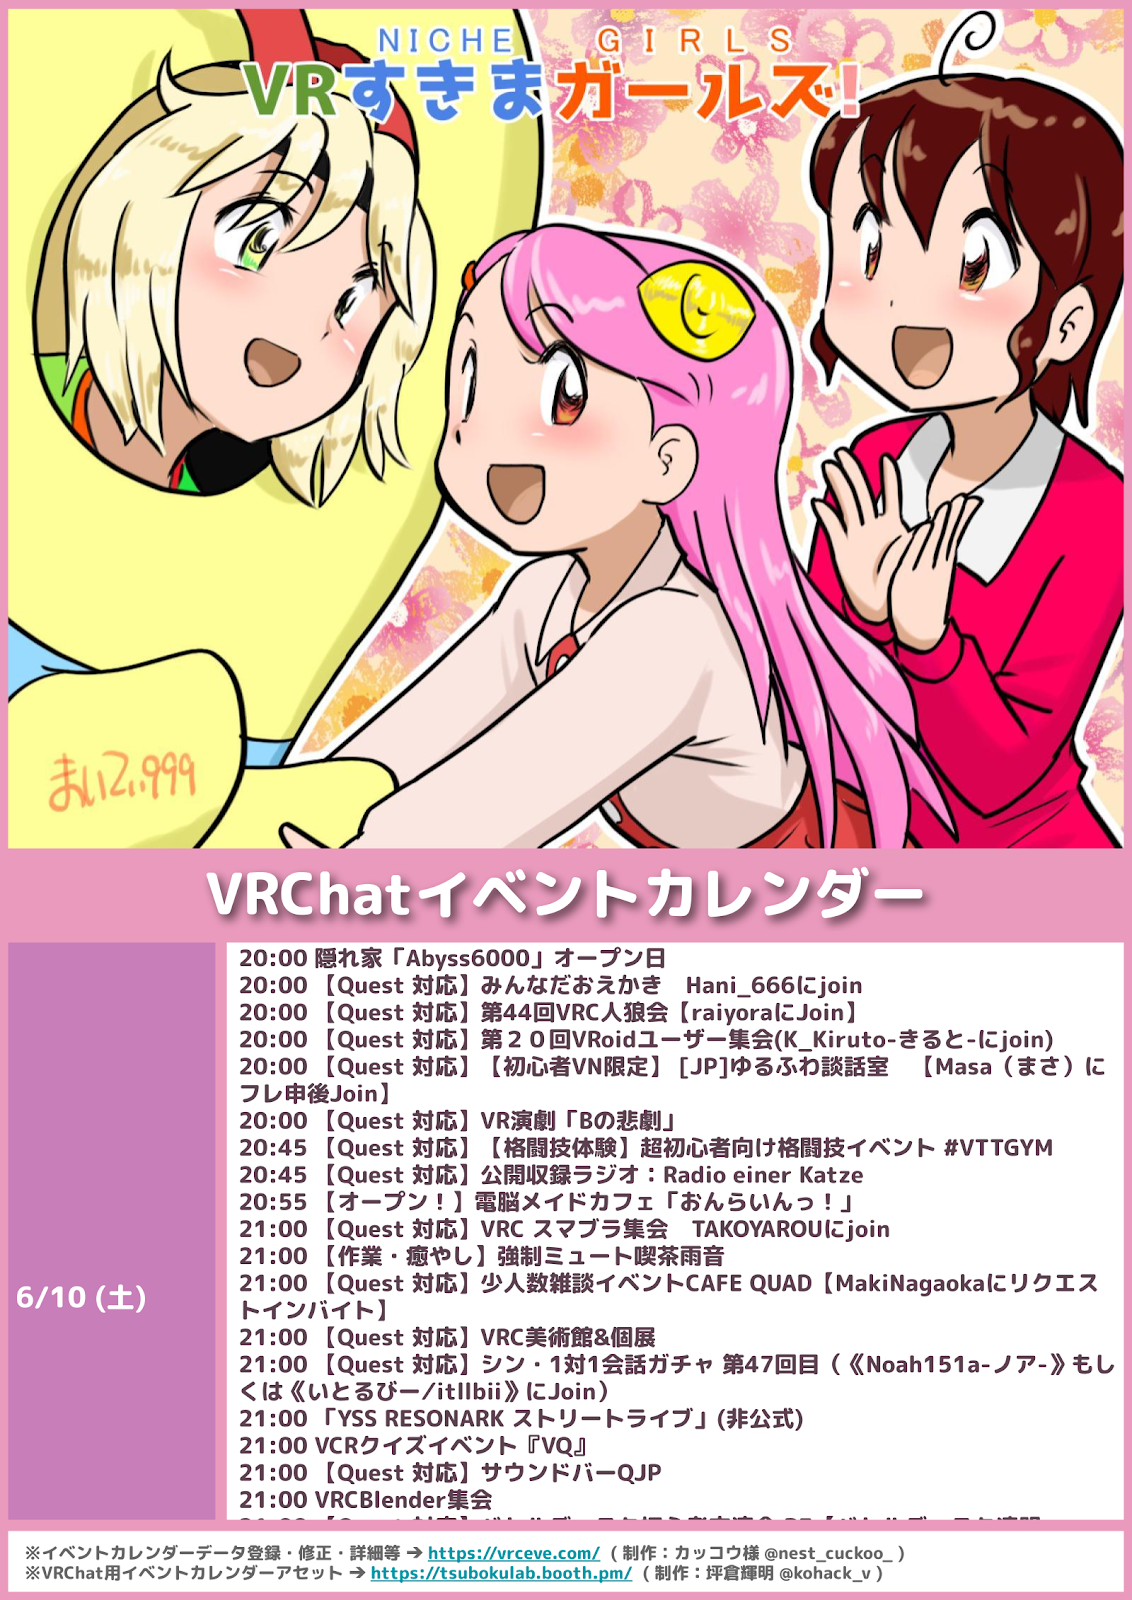 NICHE GIRLS
VRすきまガールズ!
まいてい999
VRChatイベントカレンダー
6/10 (土)
20:00 隠れ家「Abyss6000」オープン日
20:00 【Quest 対応】みんなだおえかき　Hani_666にjoin
20:00 【Quest 対応】第44回VRC人狼会【raiyoraにJoin】
20:00 【Quest 対応】第２０回VRoidユーザー集会(K_Kiruto-きると-にjoin)
20:00 【Quest 対応】【初心者VN限定】 [JP]ゆるふわ談話室　【Masa（まさ）に
フレ申後Join】
20:00 【Quest 対応】VR演劇「Bの悲劇」
20:45 【Quest 対応】【格闘技体験】超初心者向け格闘技イベント #VTTGYM
20:45 【Quest 対応】公開収録ラジオ：Radio einer Katze
20:55 【オープン！】電脳メイドカフェ「おんらいんっ！」
21:00 【Quest 対応】VRC スマブラ集会　TAKOYAROUにjoin
21:00 【作業・癒やし】強制ミュート喫茶雨音
21:00 【Quest 対応】少人数雑談イベントCAFE QUAD【MakiNagaokaにリクエス
トインバイト】
21:00 【Quest 対応】VRC美術館&個展
21:00 【Quest 対応】シン・1対1会話ガチャ 第47回目（《Noah151a-ノア-》もし
くは《いとるびー/itllbii》にJoin）
21:00 「YSS RESONARK ストリートライブ」(非公式)
21:00 VCRクイズイベント『VQ』
21:00 【Quest 対応】サウンドバーQJP
21:00 VRCBlender集会
※イベントカレンダーデータ登録・修正・詳細等 ➔ https://vrceve.com/ （ 制作：カッコウ様 @nest_cuckoo_ ）
※VRChat用イベントカレンダーアセット ➔ https://tsubokulab.booth.pm/ （ 制作：坪倉輝明 @kohack_v ）